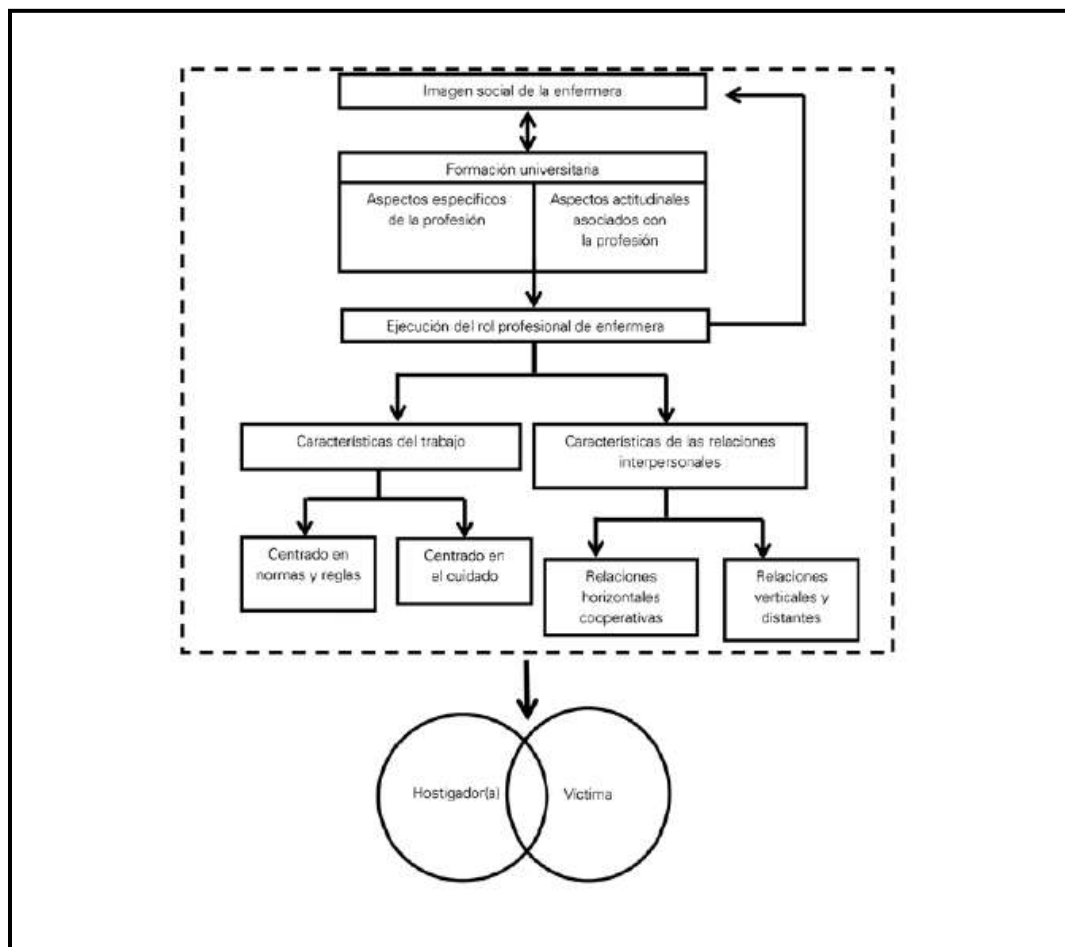 Imagen social de la enfermera
Formación universitaria
Aspectos específicos
de la profesión
Aspectos actitudinales
asociados con
la profesión
Ejecución del rol profesional de enfermera
Características del trabajo
Características de las relaciones
interpersonales
Centrado en
normas y reglas
Centrado en
el cuidado
Relaciones
horizontales
cooperativas
Relaciones
verticales y
distantes
Hostigador(a)
Víctima